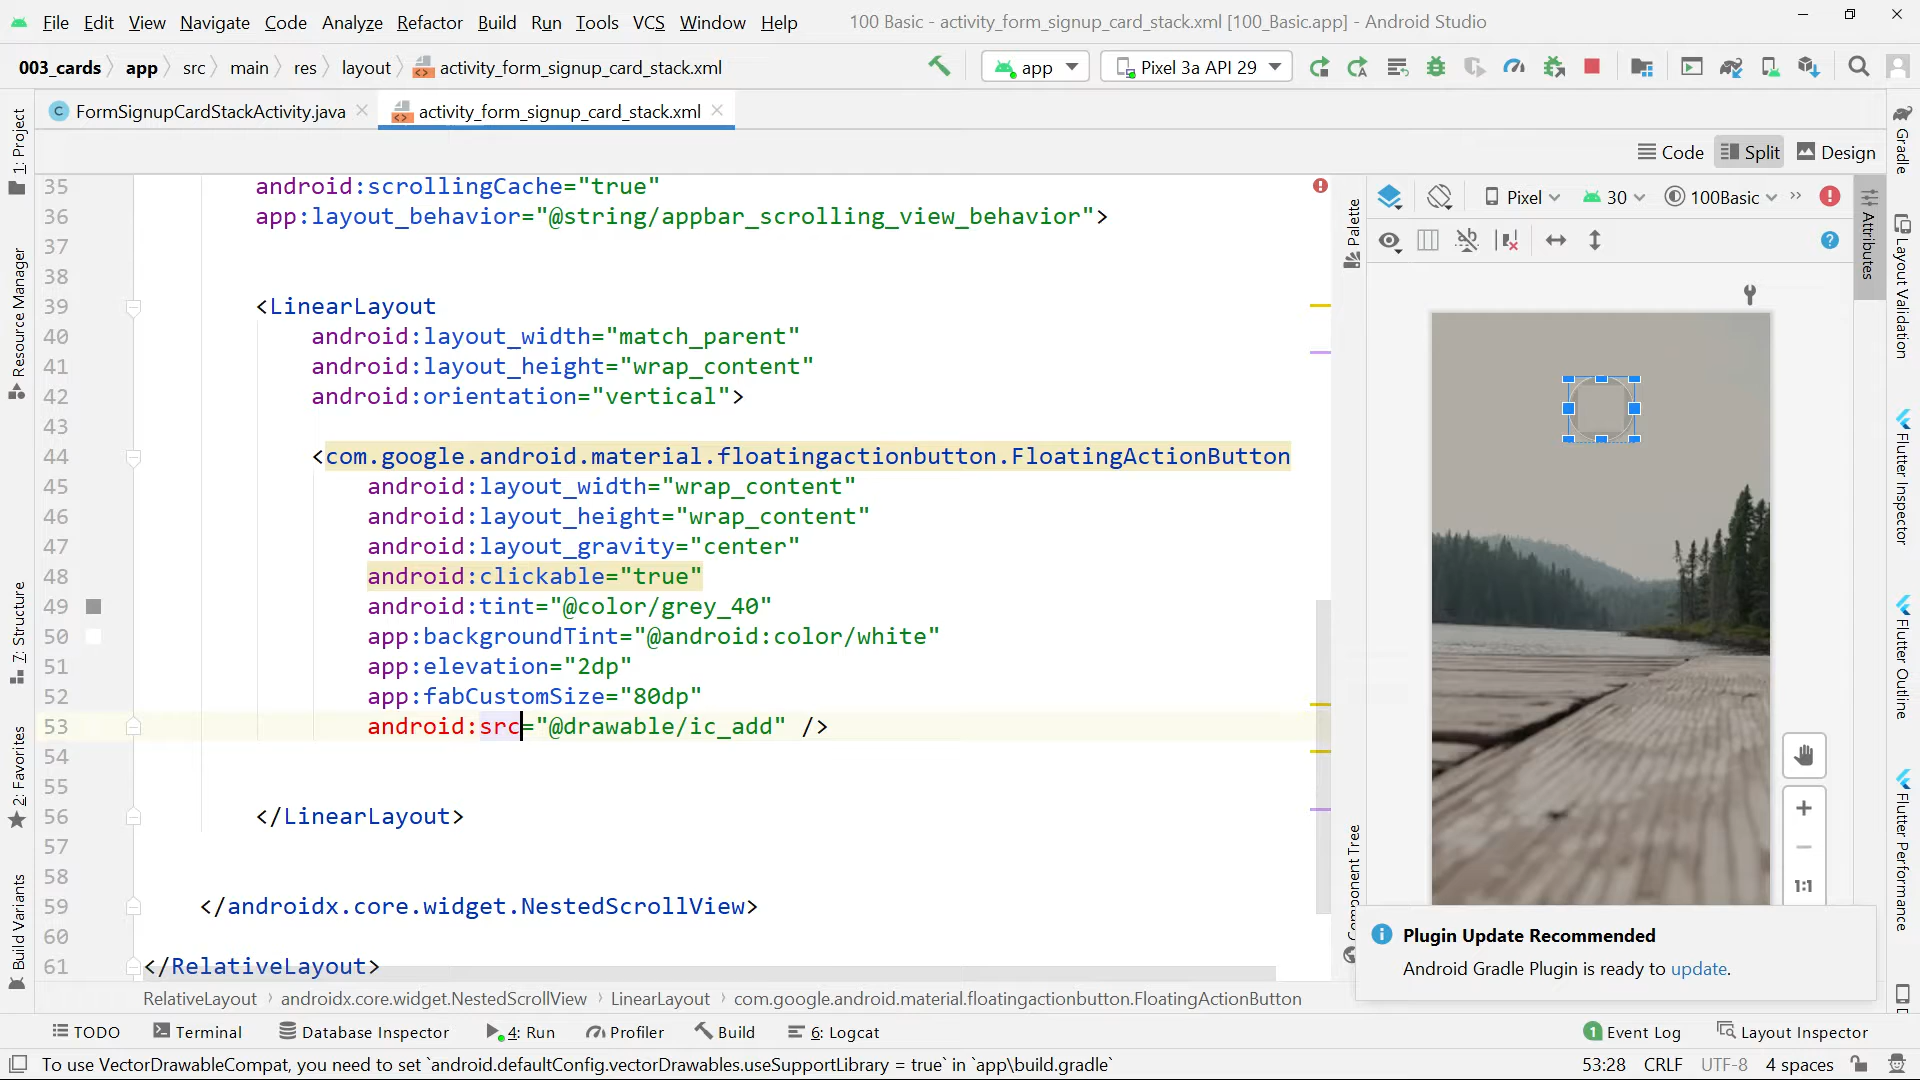 File Edit View Navigate Code Analyze Refactor Build Run Tools VCS Window Help 100 Basic - activity_form_signup_card_stack.xml [100_Basic.app] - Android Studio
003_cards app src main res layout activity_form_signup_card_stack.xml app Pixel 3a API 29
C FormSignupCardStackActivity.java activity_form_signup_card_stack.xml
Code Split Design
35 android:scrollingCache="true"
36 app:layout_behavior="@string/appbar_scrolling_view_behavior">
37
38
39 <LinearLayout
40 android:layout_width="match_parent"
41 android:layout_height="wrap_content"
42 android:orientation="vertical">
43
44 <com.google.android.material.floatingactionbutton.FloatingActionButton
45 android:layout_width="wrap_content"
46 android:layout_height="wrap_content"
47 android:layout_gravity="center"
48 android:clickable="true"
49 android:tint="@color/grey_40"
50 app:backgroundTint="@android:color/white"
51 app:elevation="2dp"
52 app:fabCustomSize="80dp"
53 android:src="@drawable/ic_add" />
54
55
56 </LinearLayout>
57
58
59 </androidx.core.widget.NestedScrollView>
60
61 </RelativeLayout>
RelativeLayout androidx.core.widget.NestedScrollView LinearLayout com.google.android.material.floatingactionbutton.FloatingActionButton
1: Project
Resource Manager
7: Structure
2: Favorites
Build Variants
Palette
Component Tree
Pixel 30 100Basic »
?
+
−
1:1
Plugin Update Recommended
Android Gradle Plugin is ready to update.
Attributes
Gradle
Layout Validation
Flutter Inspector
Flutter Outline
Flutter Performance
TODO Terminal Database Inspector 4: Run Profiler Build 6: Logcat 1 Event Log Layout Inspector
To use VectorDrawableCompat, you need to set `android.defaultConfig.vectorDrawables.useSupportLibrary = true` in `app\build.gradle` 53:28 CRLF UTF-8 4 spaces